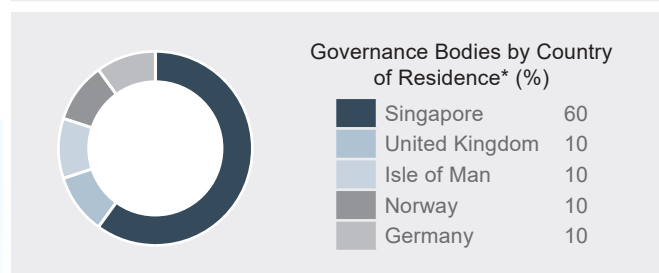 Governance Bodies by Country
of Residence* (%)
Singapore 60
United Kingdom 10
Isle of Man 10
Norway 10
Germany 10